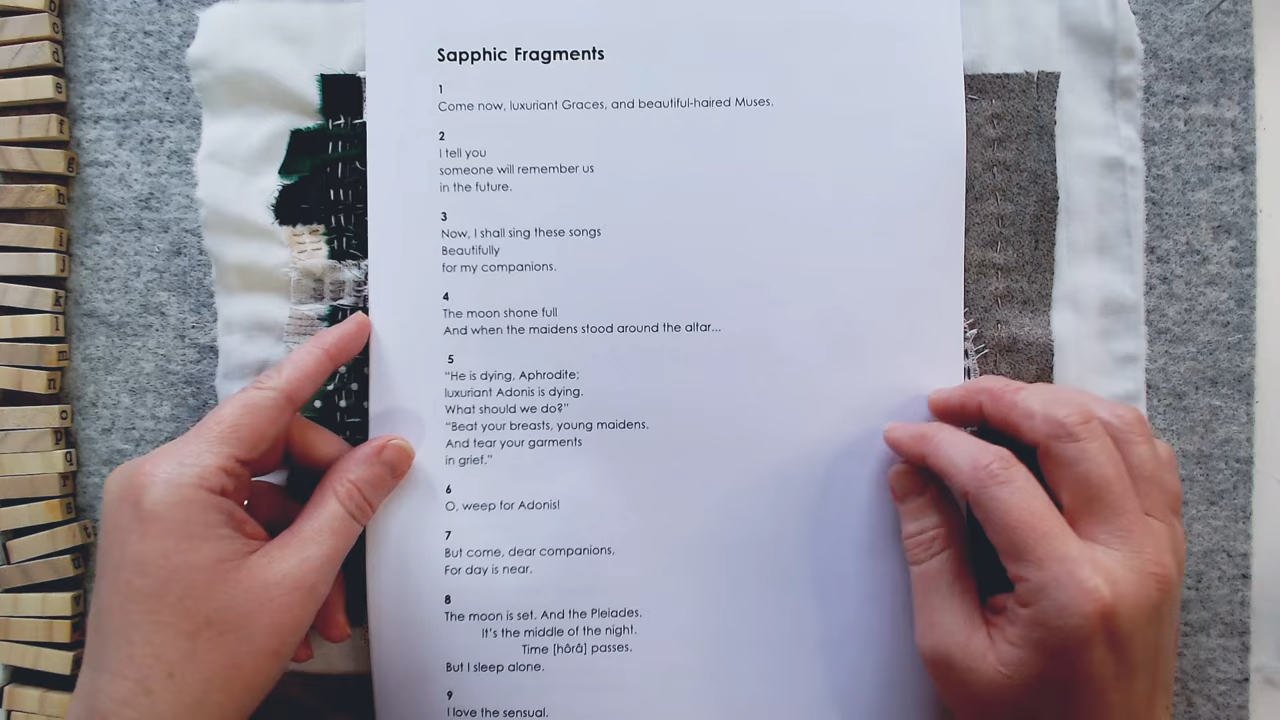 Sapphic Fragments
1
Come now, luxuriant Graces, and beautiful-haired Muses.
2
I tell you
someone will remember us
in the future.
3
Now, I shall sing these songs
Beautifully
for my companions.
4
The moon shone full
And when the maidens stood around the altar...
5
"He is dying, Aphrodite;
luxuriant Adonis is dying.
What should we do?"
"Beat your breasts, young maidens.
And tear your garments
in grief."
6
O, weep for Adonis!
7
But come, dear companions,
For day is near.
8
The moon is set. And the Pleiades.
It's the middle of the night.
Time [hôrâ] passes.
But I sleep alone.
9
I love the sensual.
b
c
d
e
f
g
h
i
j
k
l
m
n
o
p
q
r
s
t
u
v